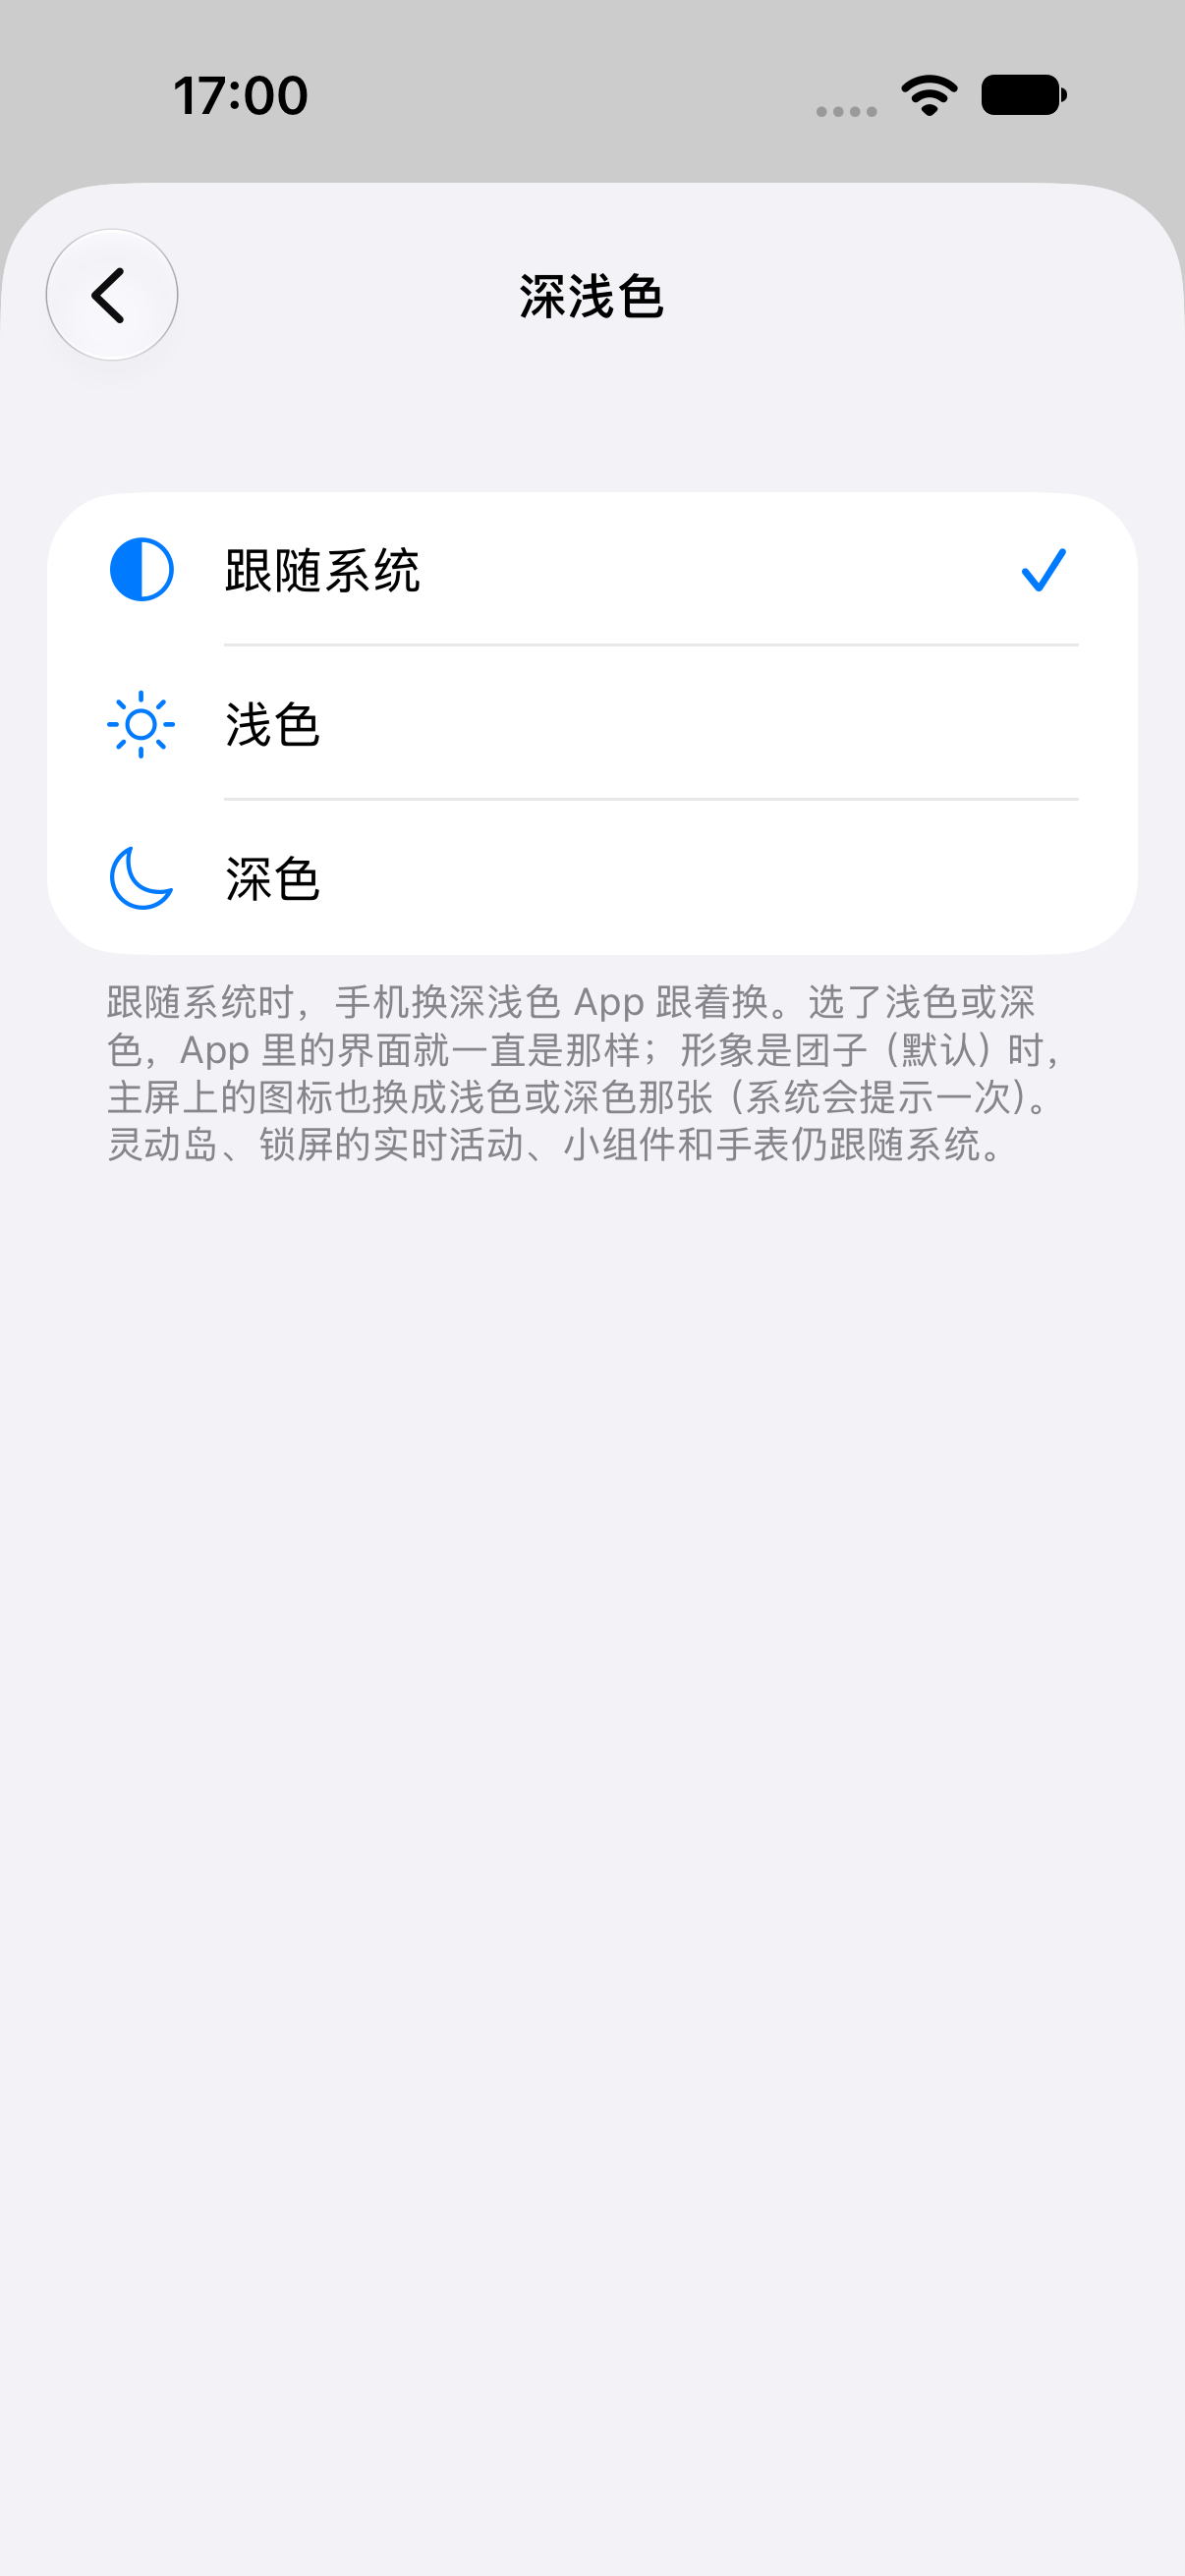 17:00
深浅色
跟随系统
浅色
深色
跟随系统时，手机换深浅色 App 跟着换。选了浅色或深
色，App 里的界面就一直是那样；形象是团子（默认）时，
主屏上的图标也换成浅色或深色那张（系统会提示一次）。
灵动岛、锁屏的实时活动、小组件和手表仍跟随系统。